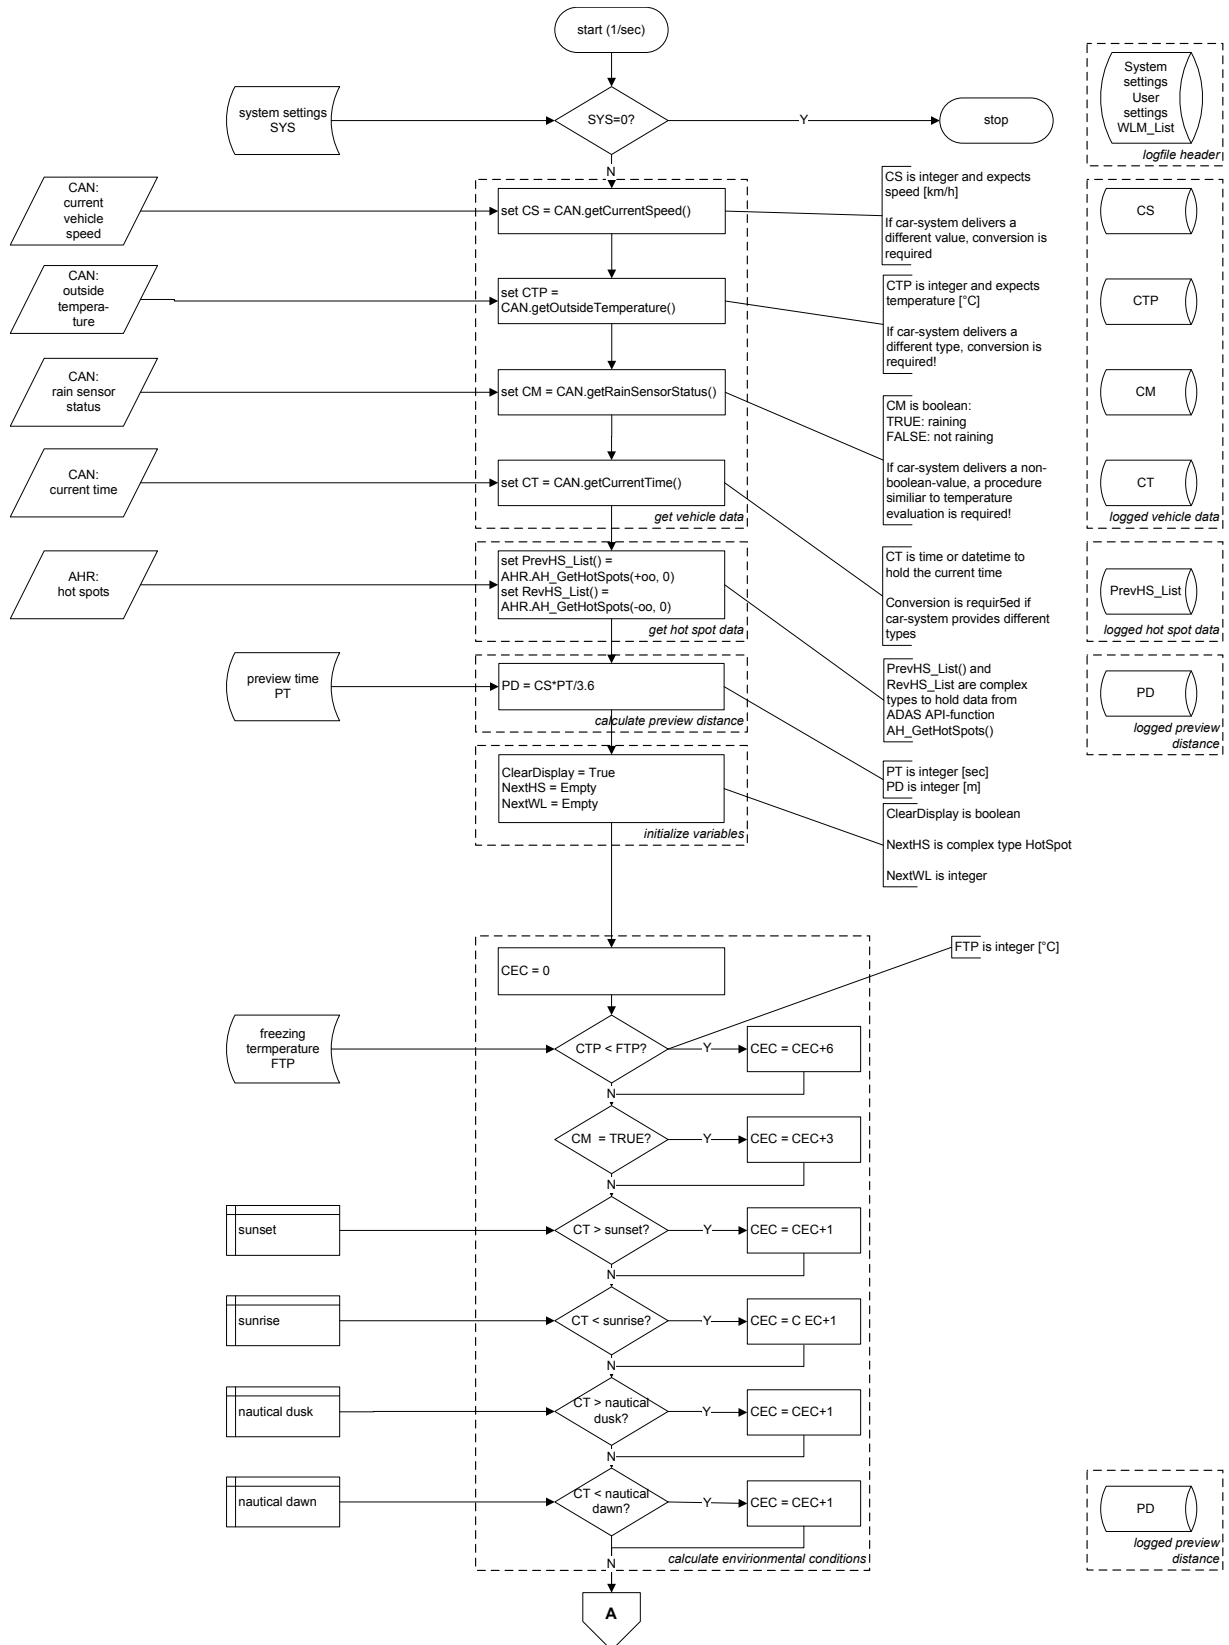 start (1/sec)
system settings
SYS
SYS=0?
Y
stop
System
settings
User
settings
WLM_List
logfile header
N
CAN:
current
vehicle
speed
set CS = CAN.getCurrentSpeed()
CS is integer and expects
speed [km/h]
If car-system delivers a
different value, conversion is
required
CS
CAN:
outside
tempera-
ture
set CTP =
CAN.getOutsideTemperature()
CTP is integer and expects
temperature [°C]
If car-system delivers a
different type, conversion is
required!
CTP
CAN:
rain sensor
status
set CM = CAN.getRainSensorStatus()
CM is boolean:
TRUE: raining
FALSE: not raining
If car-system delivers a non-
boolean-value, a procedure
similiar to temperature
evaluation is required!
CM
CAN:
current time
set CT = CAN.getCurrentTime()
get vehicle data
CT
logged vehicle data
CT is time or datetime to
hold the current time
Conversion is requir5ed if
car-system provides different
types
AHR:
hot spots
set PrevHS_List() =
AHR.AH_GetHotSpots(+oo, 0)
set RevHS_List() =
AHR.AH_GetHotSpots(-oo, 0)
get hot spot data
PrevHS_List
logged hot spot data
PrevHS_List() and
RevHS_List are complex
types to hold data from
ADAS API-function
AH_GetHotSpots()
preview time
PT
PD = CS*PT/3.6
calculate preview distance
PD
logged preview
distance
PT is integer [sec]
PD is integer [m]
ClearDisplay = True
NextHS = Empty
NextWL = Empty
initialize variables
ClearDisplay is boolean
NextHS is complex type HotSpot
NextWL is integer
CEC = 0
FTP is integer [°C]
freezing
termperature
FTP
CTP < FTP?
Y
CEC = CEC+6
N
CM  = TRUE?
Y
CEC = CEC+3
N
sunset
CT > sunset?
Y
CEC = CEC+1
N
sunrise
CT < sunrise?
Y
CEC = C EC+1
N
nautical dusk
CT > nautical
dusk?
Y
CEC = CEC+1
N
nautical dawn
CT < nautical
dawn?
Y
CEC = CEC+1
calculate envirionmental conditions
N
PD
logged preview
distance
A